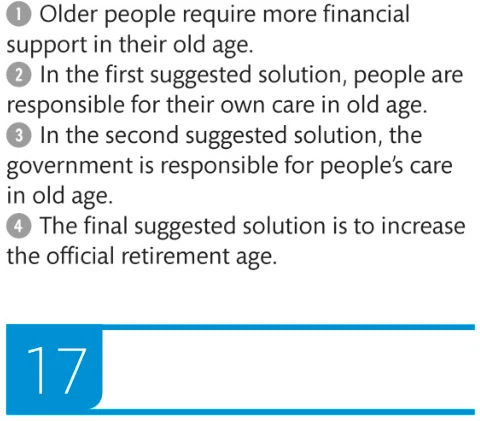 1 Older people require more financial
support in their old age.
2 In the first suggested solution, people are
responsible for their own care in old age.
3 In the second suggested solution, the
government is responsible for people's care
in old age.
4 The final suggested solution is to increase
the official retirement age.
17